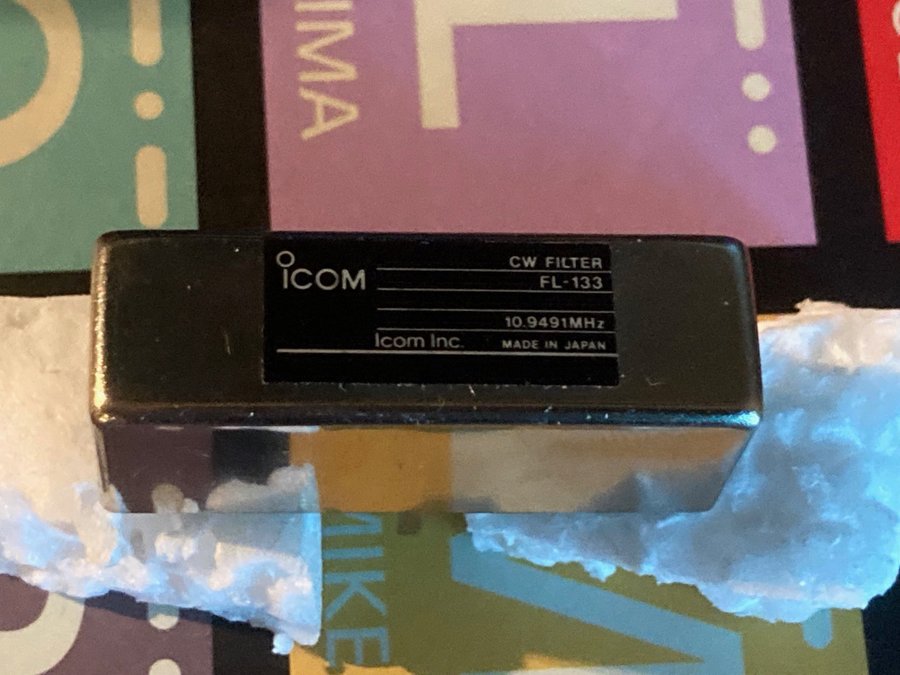 IMA
L
ICOM
CW FILTER
FL-133
10.9491MHz
Icom Inc.
MADE IN JAPAN
MIKE